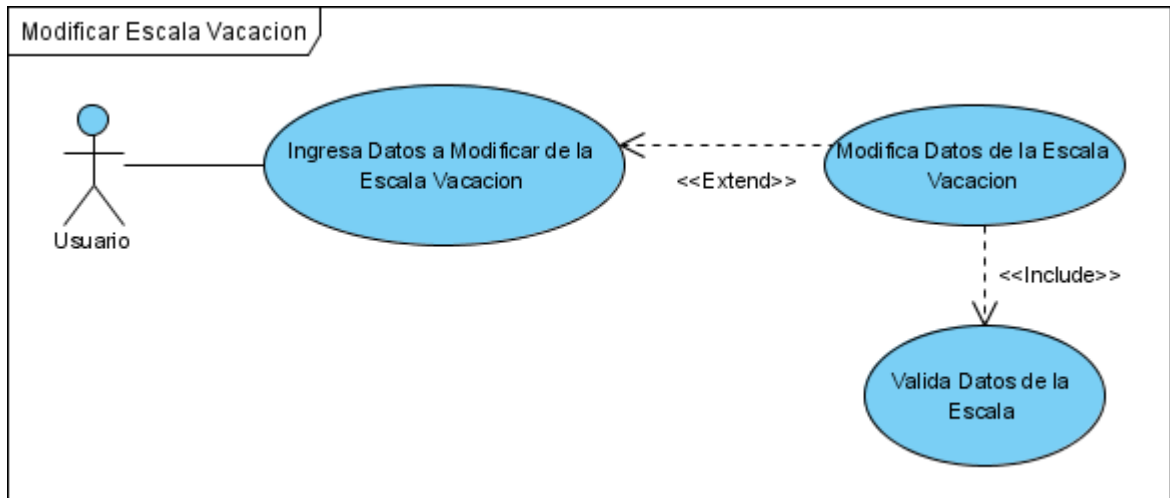 Modificar Escala Vacacion
Usuario
Ingresa Datos a Modificar de la
Escala Vacacion
<<Extend>>
Modifica Datos de la Escala
Vacacion
<<Include>>
Valida Datos de la
Escala